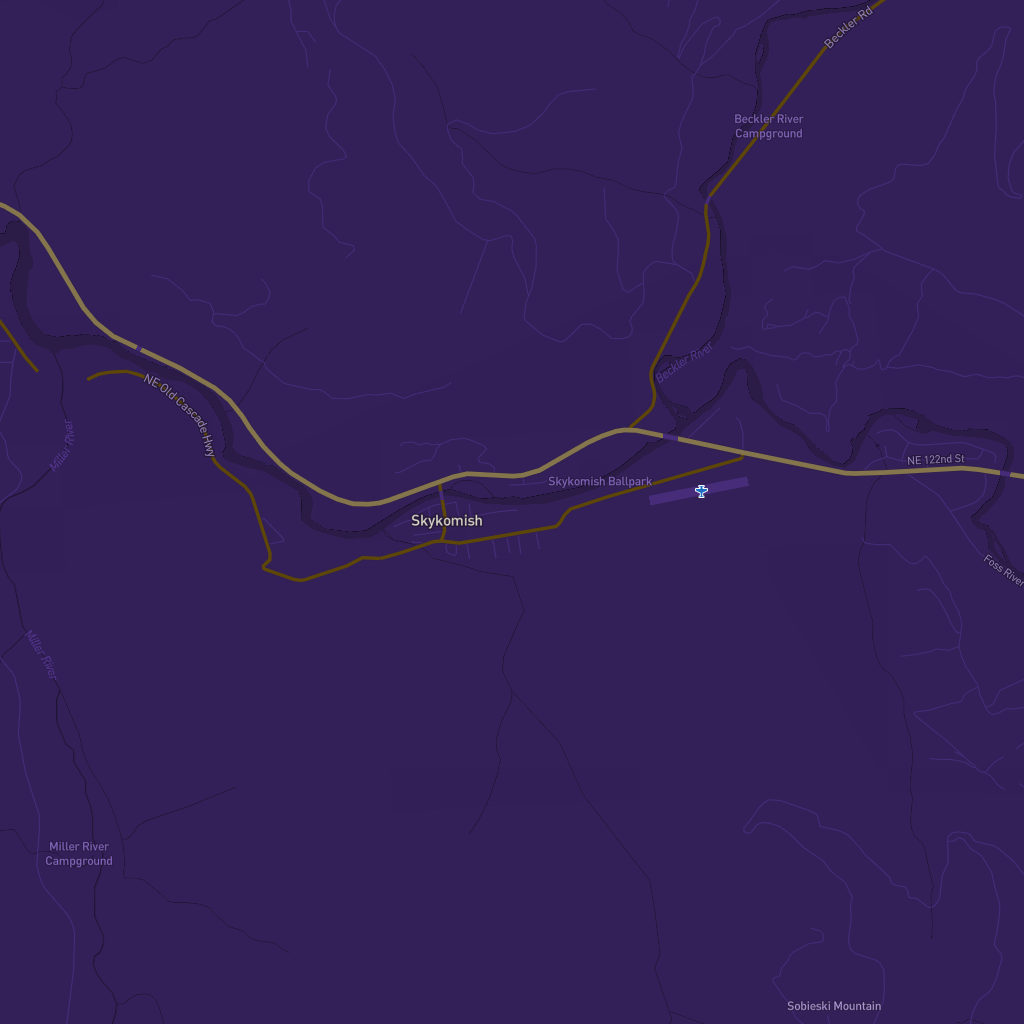 Beckler Rd
Beckler River
Campground
Beckler River
NE Old Cascade Hwy
Miller River
NE 122nd St
Skykomish Ballpark
Skykomish
Foss River
Miller River
Miller River
Campground
Sobieski Mountain